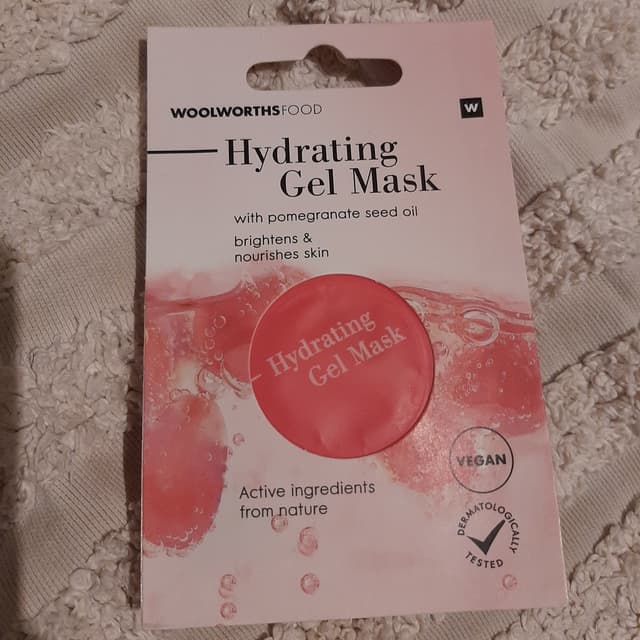 WOOLWORTHSFOOD
W
Hydrating
Gel Mask
with pomegranate seed oil
brightens &
nourishes skin
Hydrating
Gel Mask
VEGAN
Active ingredients
from nature
DERMATOLOGICALLY
TESTED